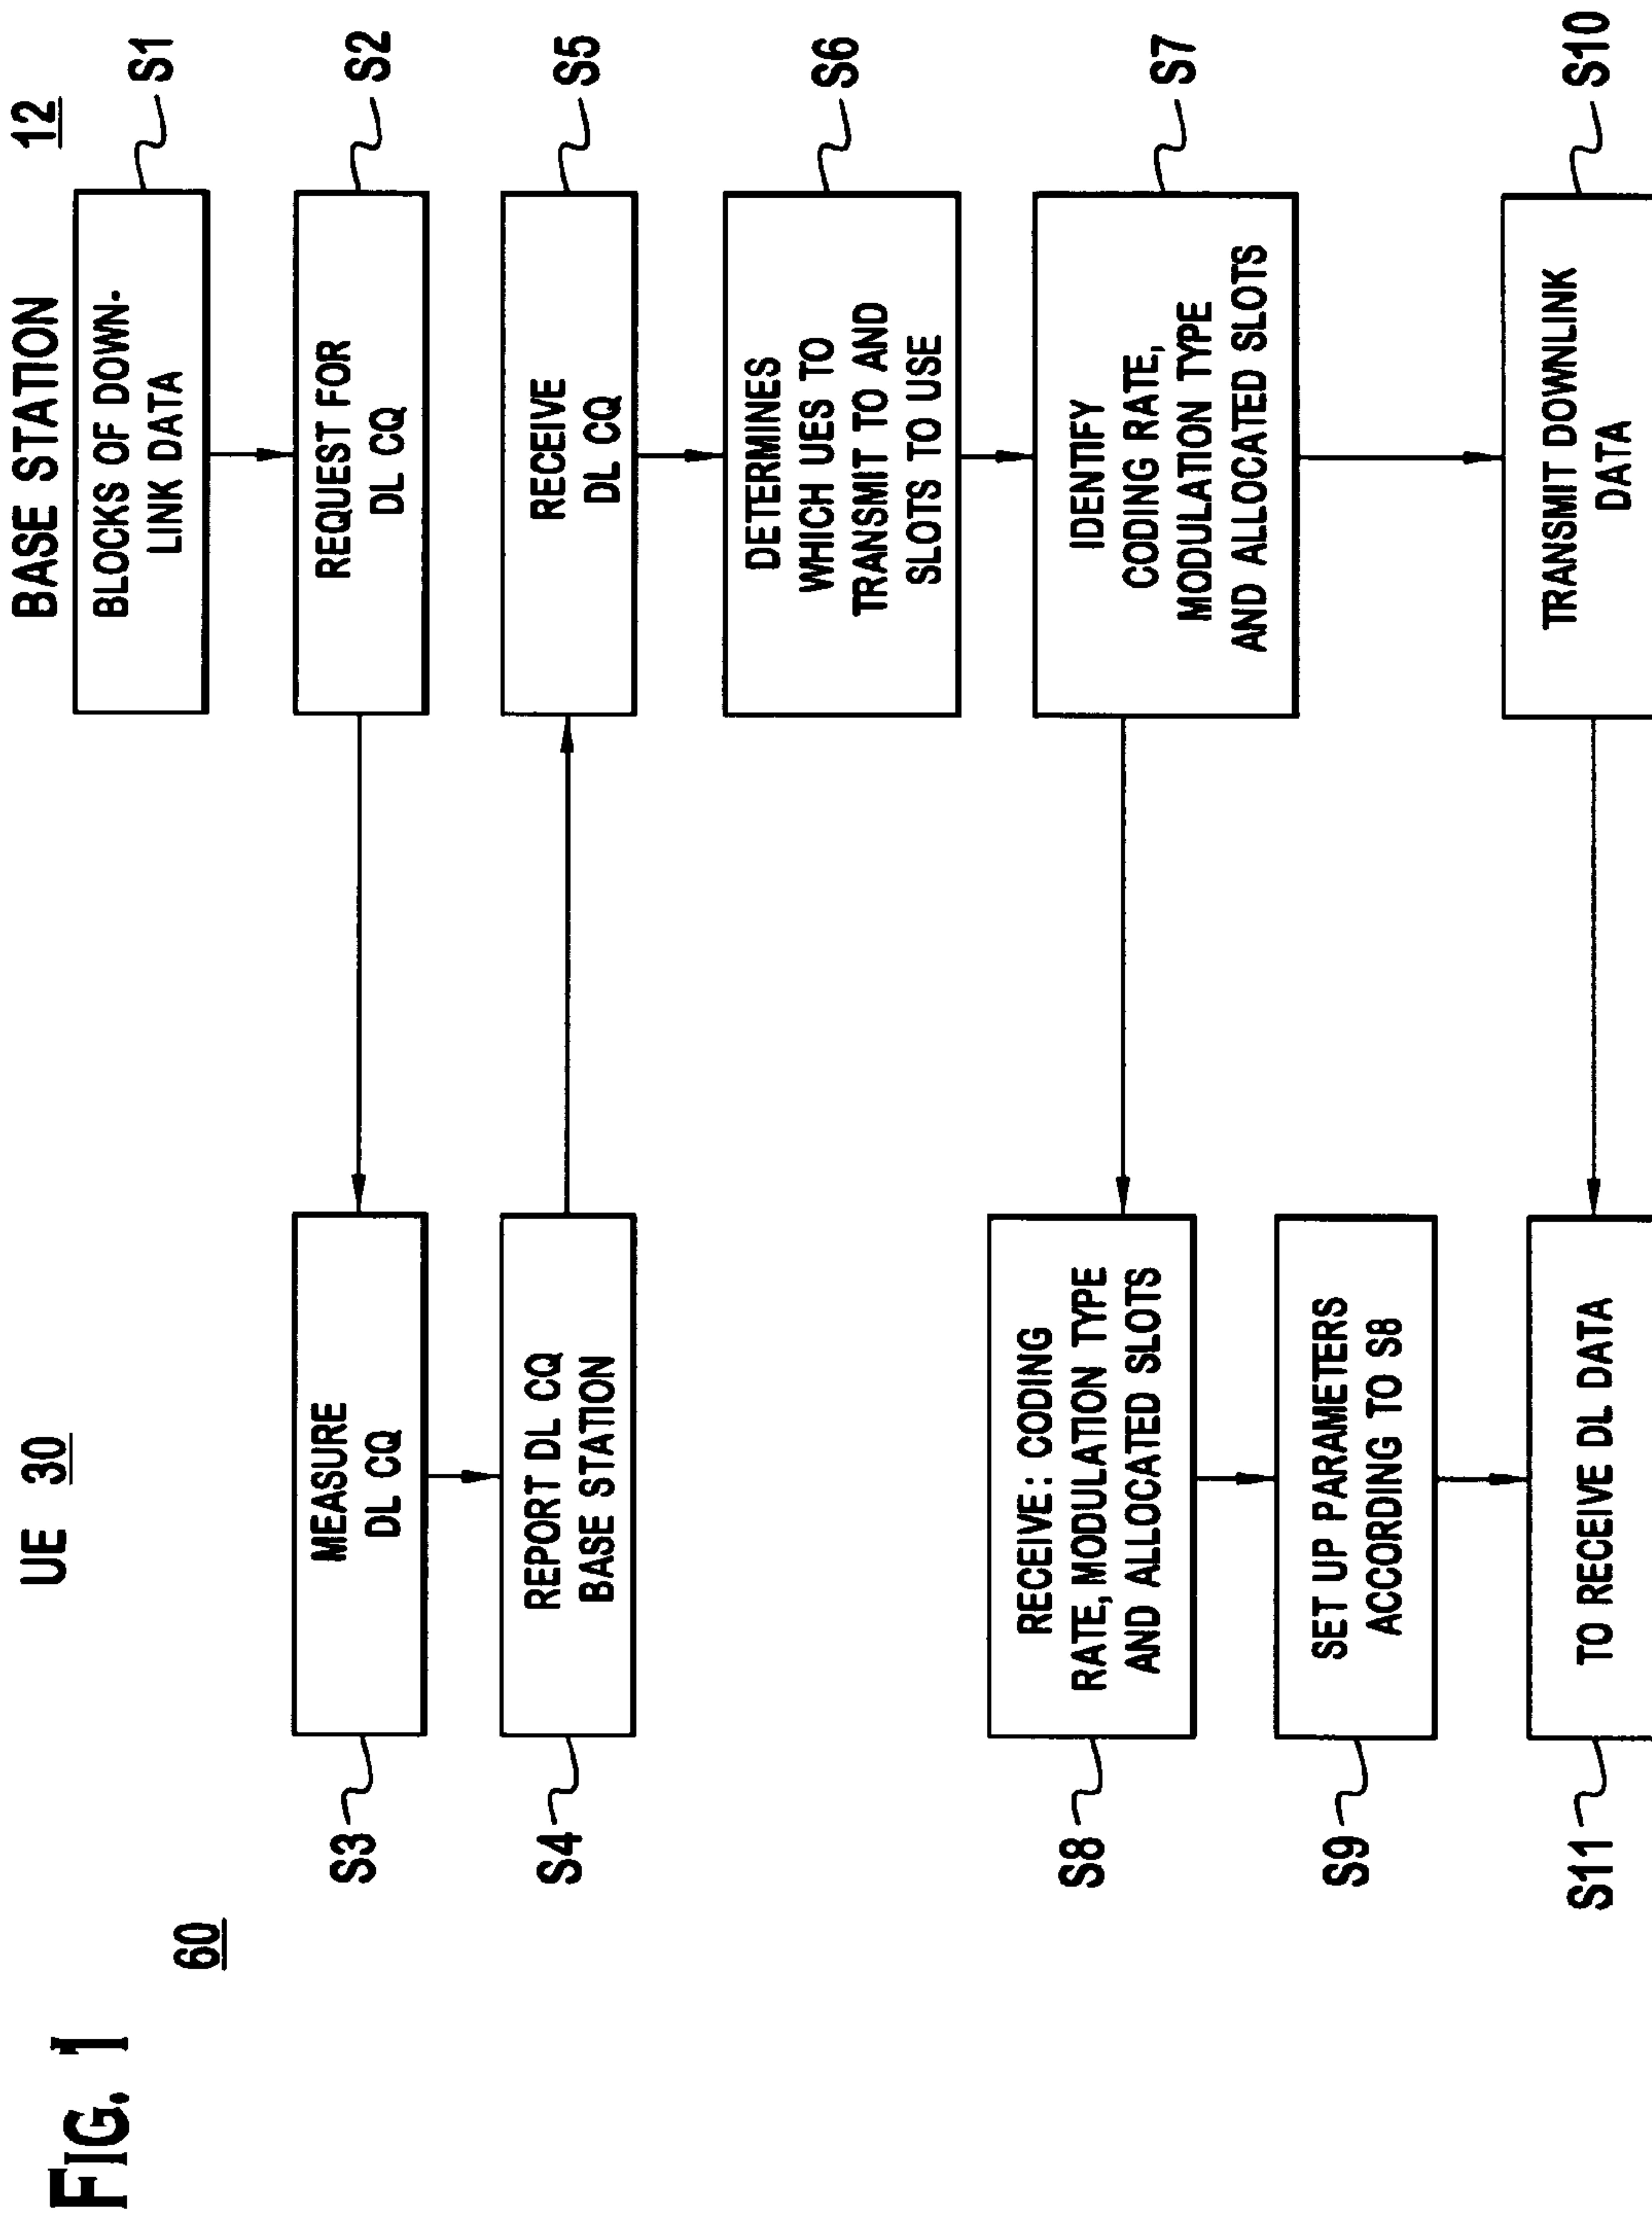 FIG. 1
60
UE 30
BASE STATION 12
BLOCKS OF DOWN-
LINK DATA
S1
REQUEST FOR
DL CQ
S2
S3
MEASURE
DL CQ
S4
REPORT DL CQ
BASE STATION
RECEIVE
DL CQ
S5
DETERMINES
WHICH UES TO
TRANSMIT TO AND
SLOTS TO USE
S6
IDENTIFY
CODING RATE,
MODULATION TYPE
AND ALLOCATED SLOTS
S7
S8
RECEIVE: CODING
RATE, MODULATION TYPE
AND ALLOCATED SLOTS
S9
SET UP PARAMETERS
ACCORDING TO S8
TRANSMIT DOWNLINK
DATA
S10
S11
TO RECEIVE DL DATA